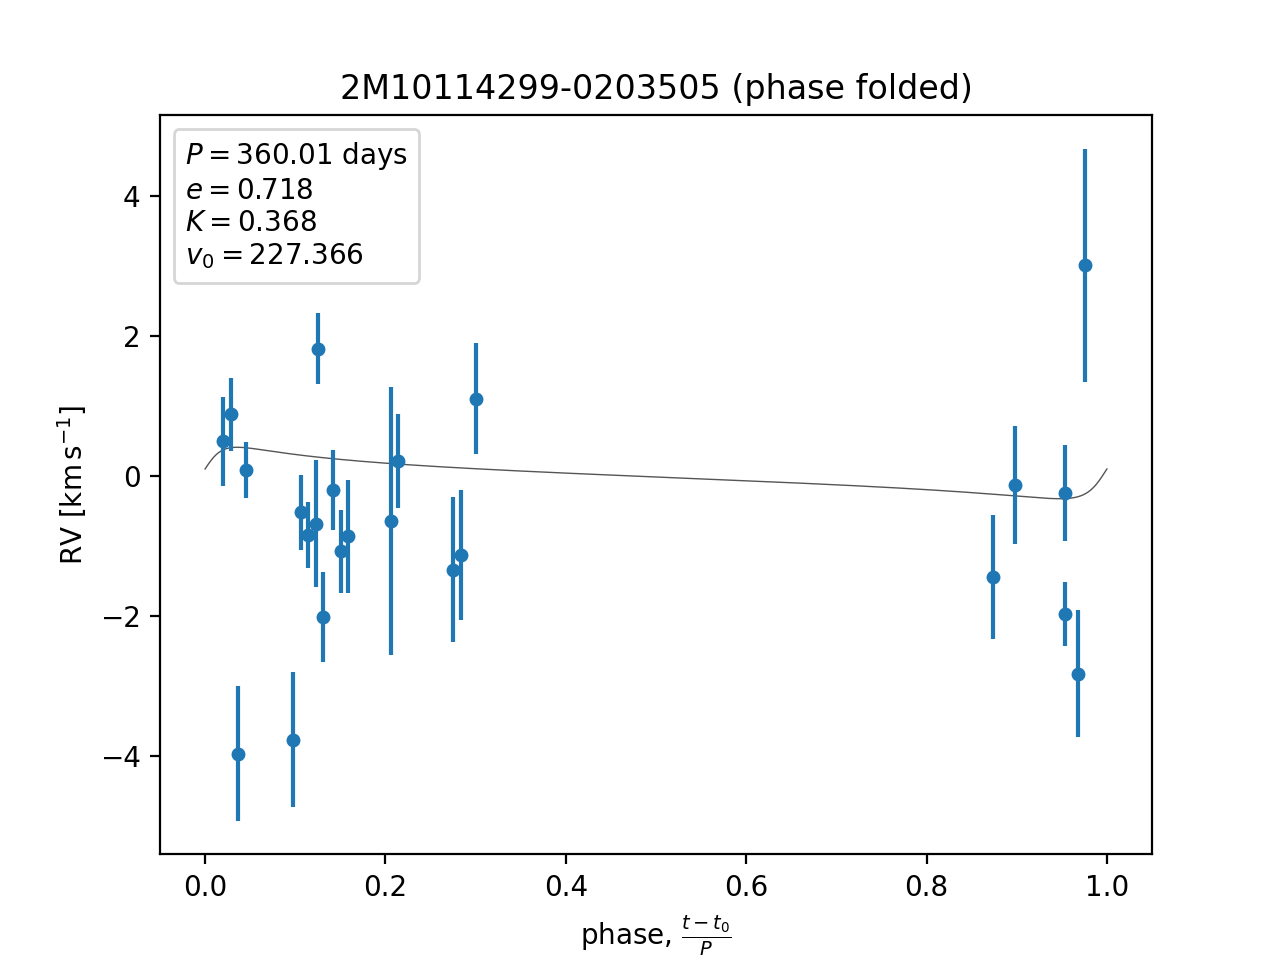 2M10114299-0203505 (phase folded)
P = 360.01 days
e = 0.718
K = 0.368
v₀ = 227.366
4
2
0
−2
−4
RV [km s⁻¹]
0.0 0.2 0.4 0.6 0.8 1.0
phase, (t − t₀)/P